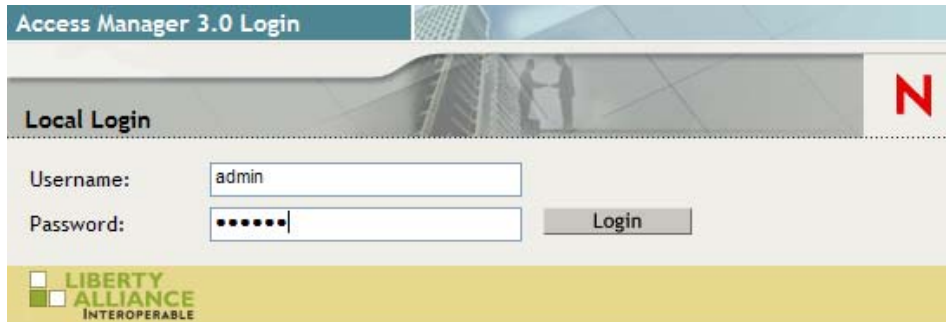 Access Manager 3.0 Login
N
Local Login
Username: admin
Password: ••••••
Login
LIBERTY
ALLIANCE
INTEROPERABLE